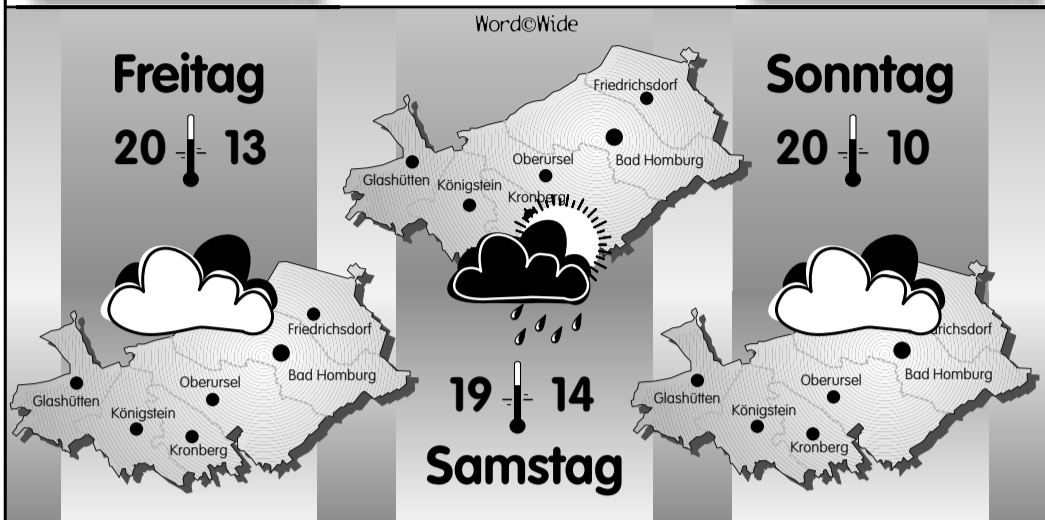 Word©Wide
Freitag
20 13
Friedrichsdorf
Bad Homburg
Oberursel
Glashütten
Königstein
Kronberg
Friedrichsdorf
Bad Homburg
Oberursel
Glashütten
Königstein
Kronberg
19 14
Samstag
Sonntag
20 10
drichsdorf
Bad Homburg
Oberursel
Glashütten
Königstein
Kronberg